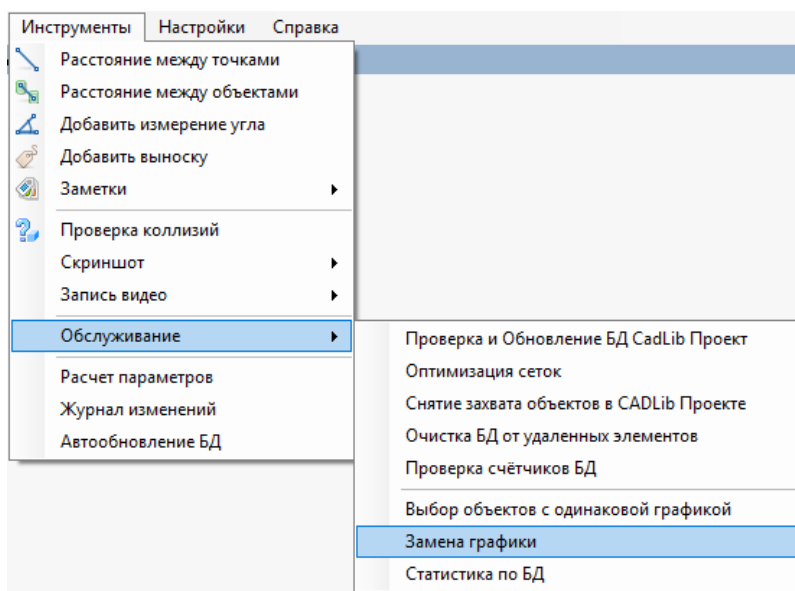 Инструменты Настройки Справка
Расстояние между точками
Расстояние между объектами
Добавить измерение угла
Добавить выноску
Заметки
Проверка коллизий
Скриншот
Запись видео
Обслуживание
Расчет параметров
Журнал изменений
Автообновление БД
Проверка и Обновление БД CadLib Проект
Оптимизация сеток
Снятие захвата объектов в CADLib Проекте
Очистка БД от удаленных элементов
Проверка счётчиков БД
Выбор объектов с одинаковой графикой
Замена графики
Статистика по БД